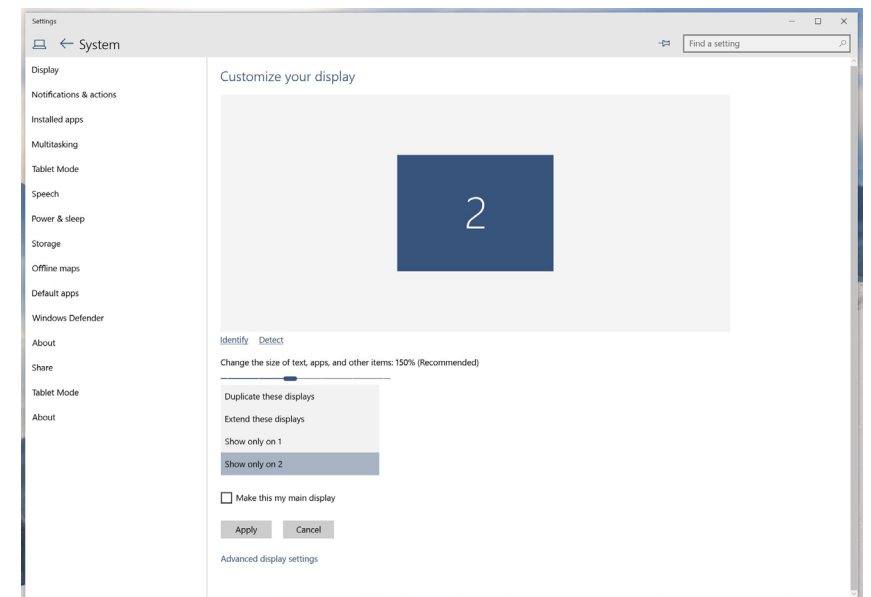 Settings
System
Find a setting
Display
Notifications & actions
Installed apps
Multitasking
Tablet Mode
Speech
Power & sleep
Storage
Offline maps
Default apps
Windows Defender
About
Share
Tablet Mode
About
Customize your display
2
Identify Detect
Change the size of text, apps, and other items: 150% (Recommended)
Duplicate these displays
Extend these displays
Show only on 1
Show only on 2
Make this my main display
Apply Cancel
Advanced display settings